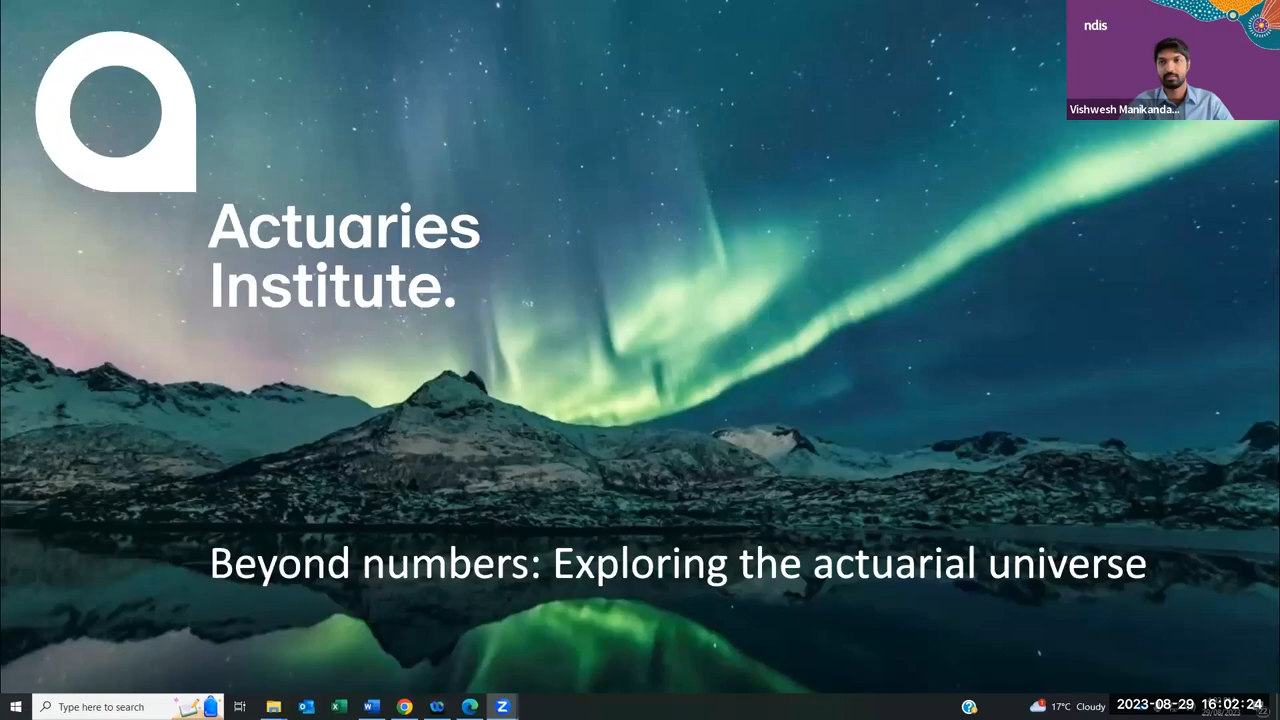 ndis
Vishwesh Manikanda...
Actuaries
Institute.
Beyond numbers: Exploring the actuarial universe
Type here to search
17°C Cloudy
2023-08-29 16:02:24